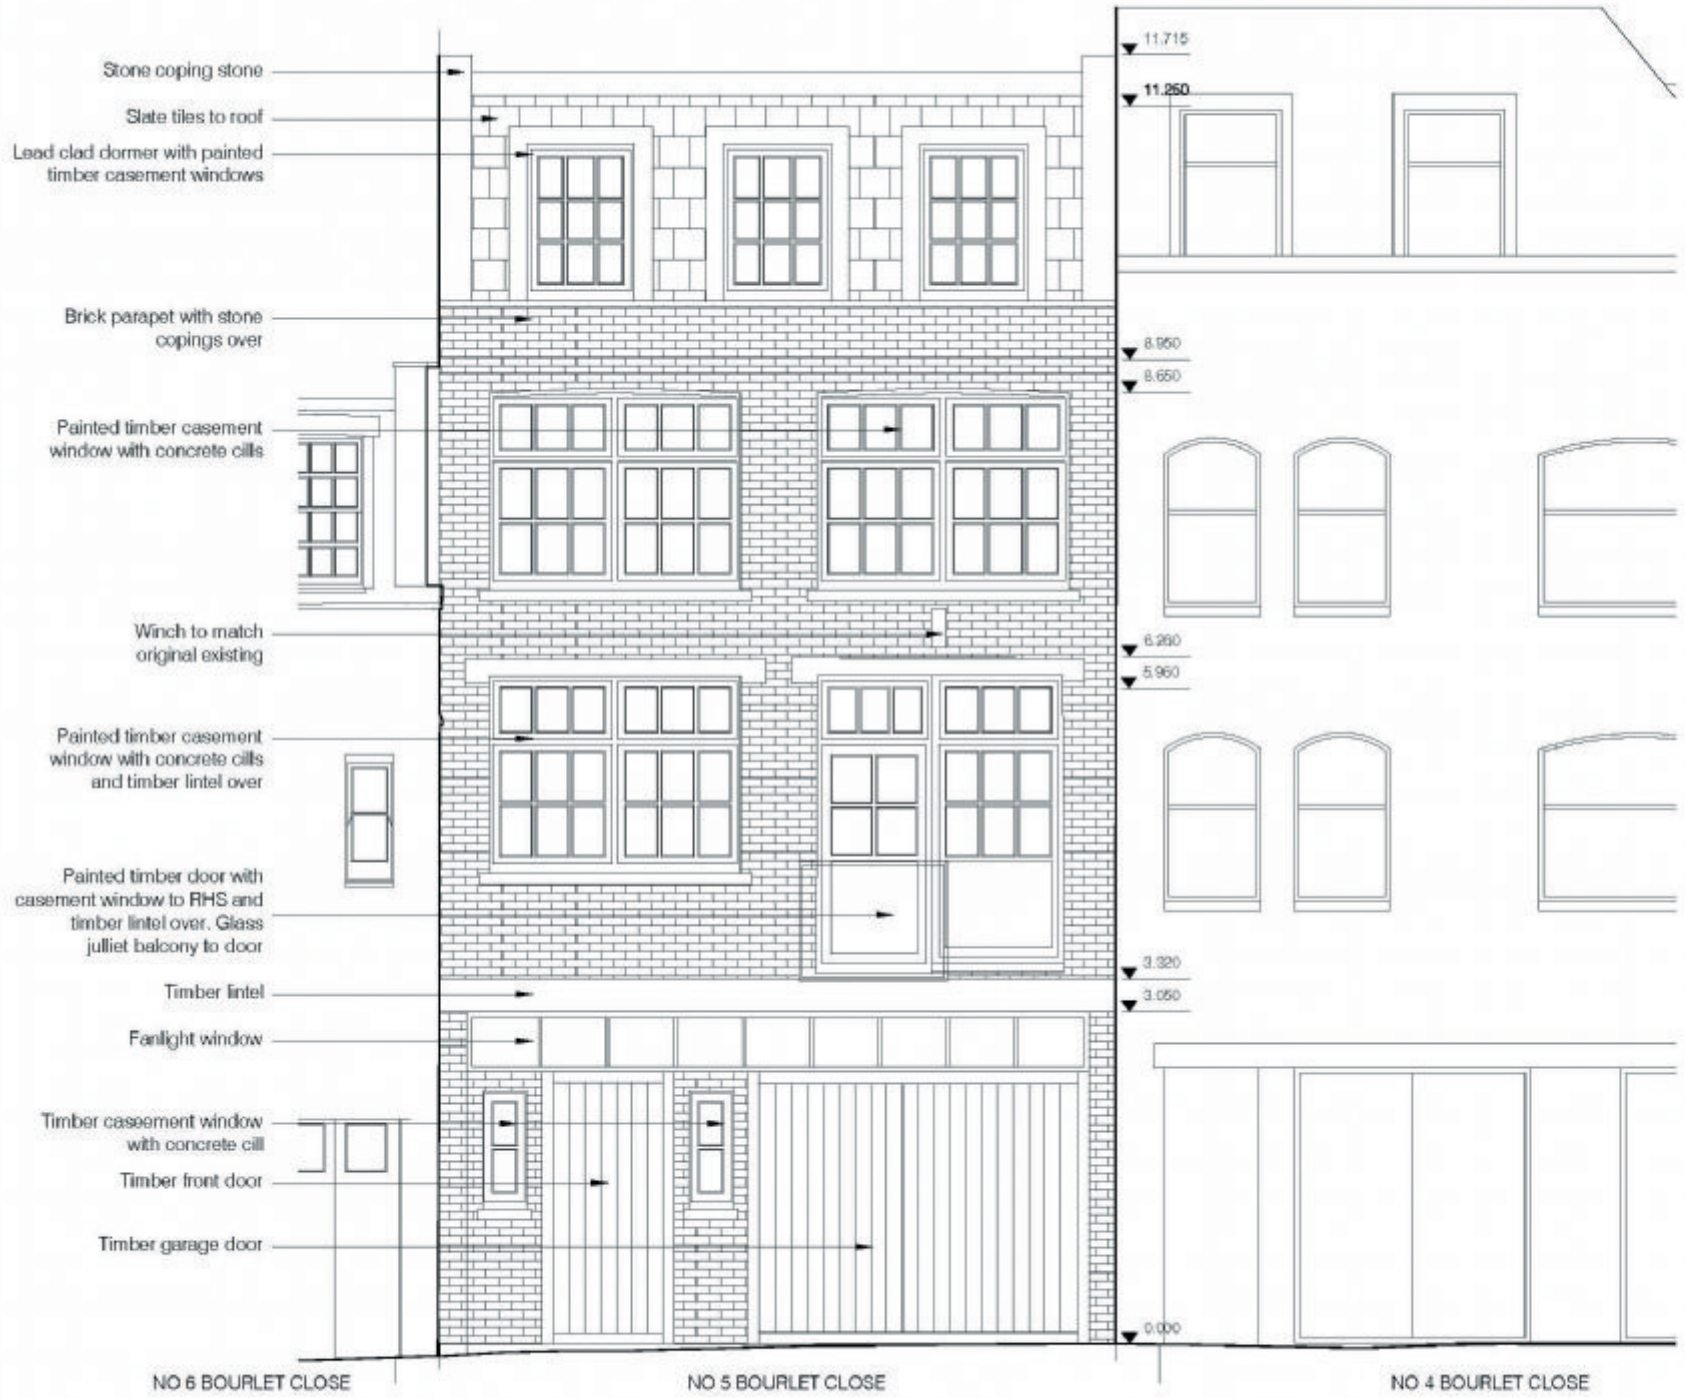 Stone coping stone
Slate tiles to roof
Lead clad dormer with painted
timber casement windows
Brick parapet with stone
copings over
Painted timber casement
window with concrete cills
Winch to match
original existing
Painted timber casement
window with concrete cills
and timber lintel over
Painted timber door with
casement window to RHS and
timber lintel over. Glass
julliet balcony to door
Timber lintel
Fanlight window
Timber caseement window
with concrete cill
Timber front door
Timber garage door
11.715
11.250
8.950
8.650
6.260
5.960
3.320
3.050
0.000
NO 6 BOURLET CLOSE
NO 5 BOURLET CLOSE
NO 4 BOURLET CLOSE